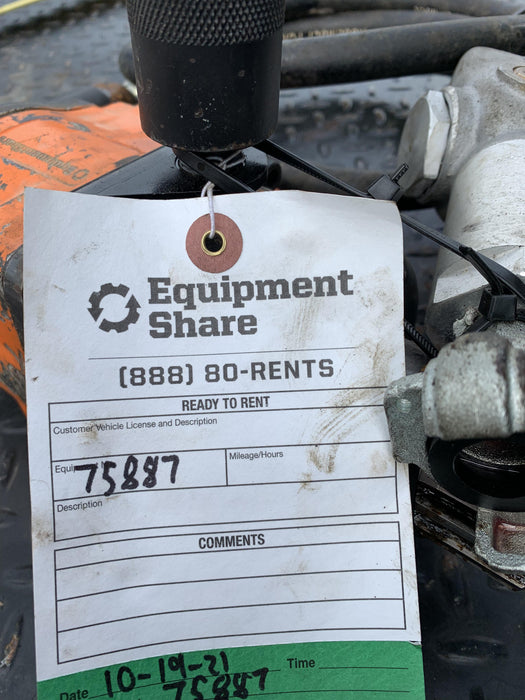 Equipment
Share
(888) 80-RENTS
READY TO RENT
Customer Vehicle License and Description
Equi 75887 Mileage/Hours
Description
COMMENTS
Date 10-19-21 Time
75887